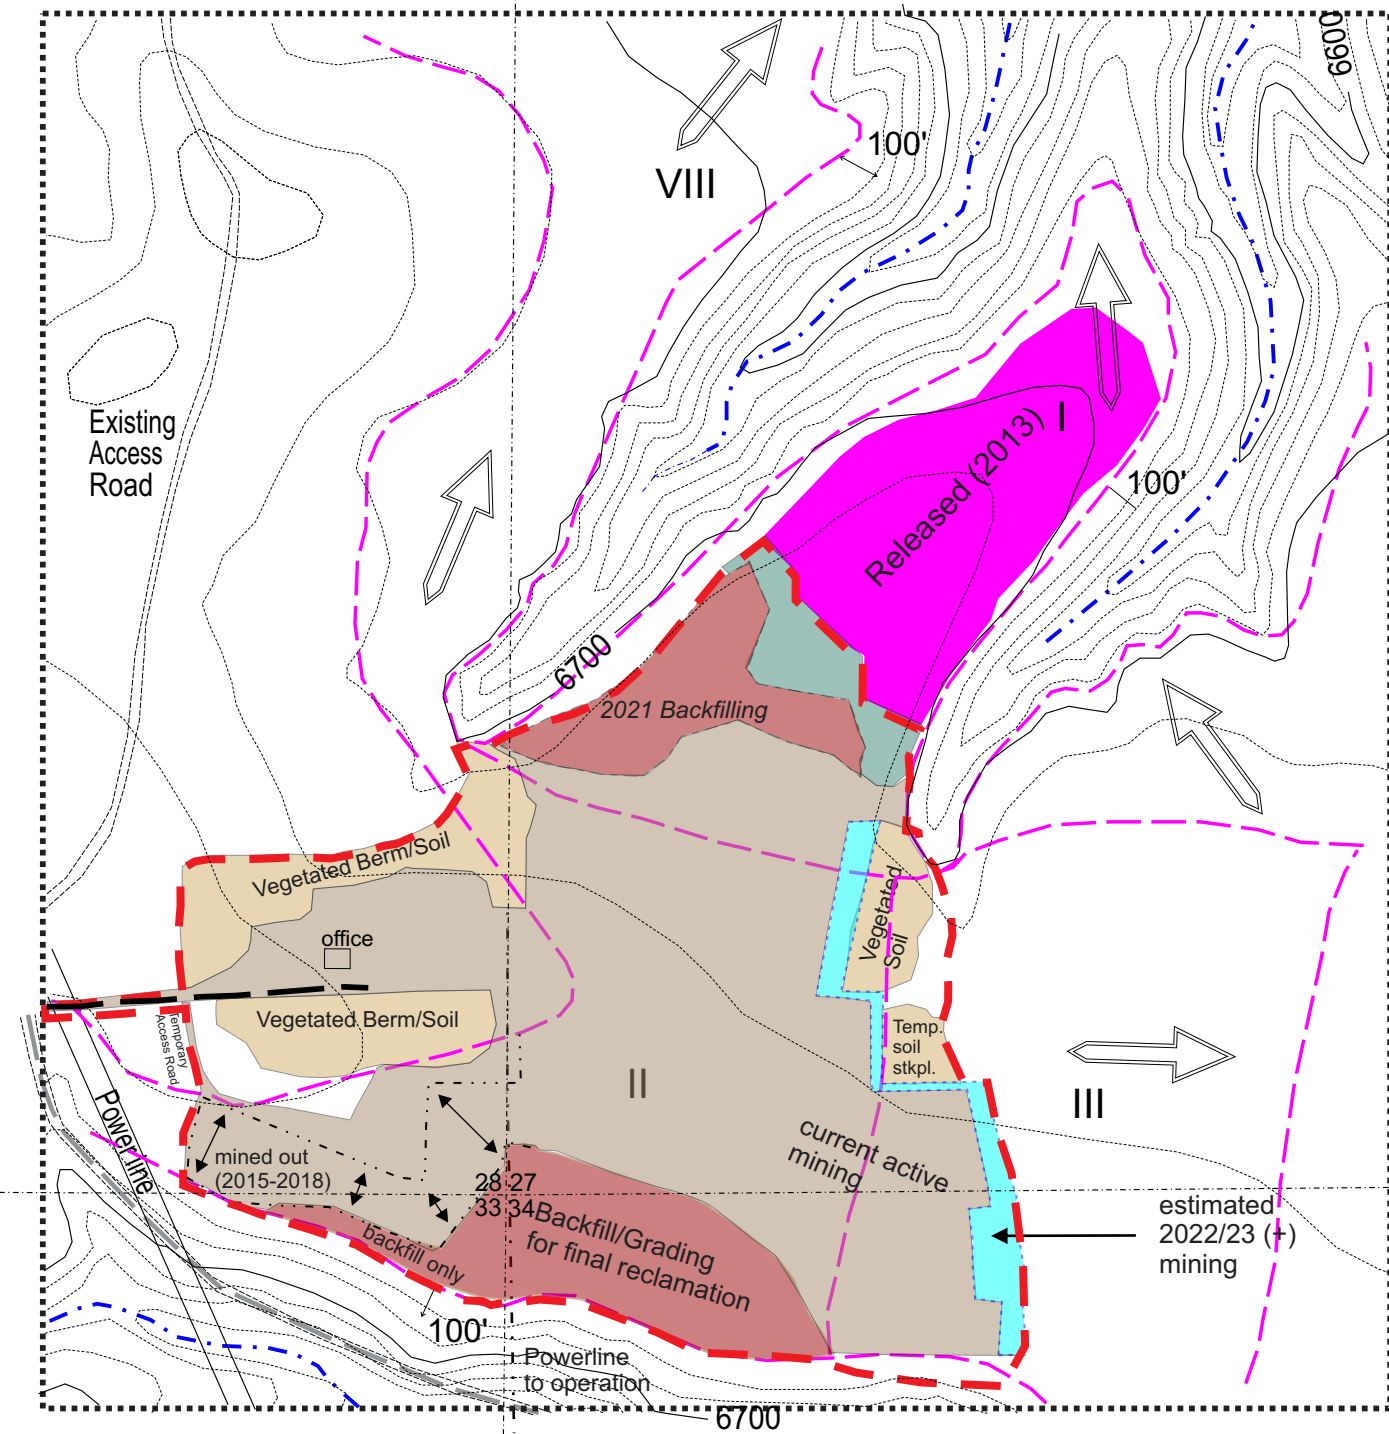 6600
100'
VIII
Existing
Access
Road
I
Released (2013)
100'
6700
2021 Backfilling
Vegetated Berm/Soil
Vegetated
Soil
office
Vegetated Berm/Soil
Temporary
Access Road
Temp.
soil
stkpl.
II
III
Powerline
current active
mining
mined out
(2015-2018)
28 27
33 34
Backfill/Grading
for final reclamation
backfill only
estimated
2022/23 (+)
mining
100'
Powerline
to operation
6700